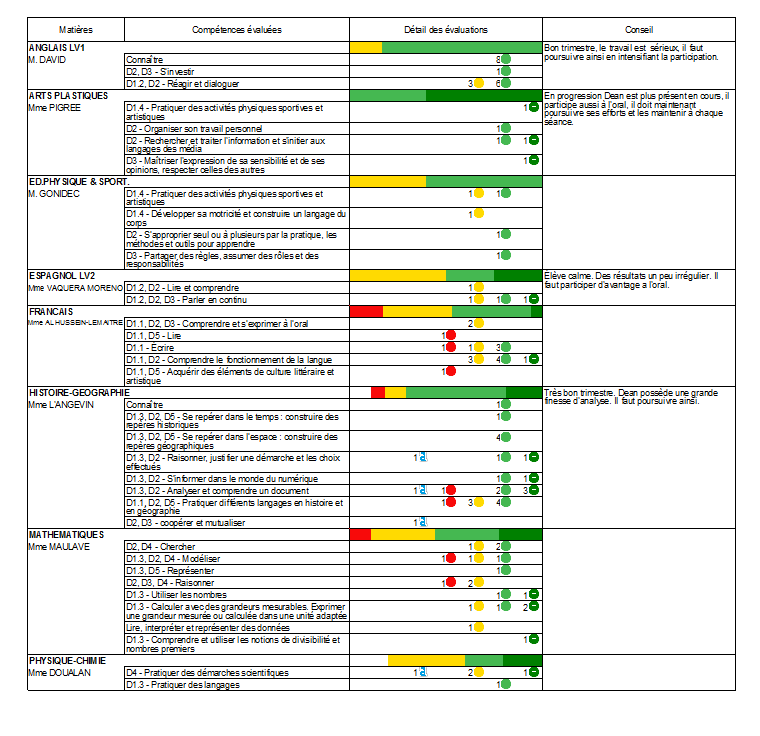 Matières Compétences évaluées Détail des évaluations Conseil
ANGLAIS LV1
M. DAVID
Connaître 8
D2, D3 - S'investir 1
D1.2, D2 - Réagir et dialoguer 3 6
Bon trimestre, le travail est sérieux, il faut
poursuivre ainsi en intensifiant la participation.
ARTS PLASTIQUES
Mme PIGREE
D1.4 - Pratiquer des activités physiques sportives et 1
artistiques
D2 - Organiser son travail personnel 1
D2 - Rechercher et traiter l'information et s'initier aux 1 1
langages des média
D3 - Maîtriser l'expression de sa sensibilité et de ses 1
opinions, respecter celles des autres
En progression Dean est plus présent en cours, il
participe aussi à l'oral, il doit maintenant
poursuivre ses efforts et les maintenir à chaque
séance.
ED.PHYSIQUE & SPORT.
M. GONIDEC
D1.4 - Pratiquer des activités physiques sportives et 1 1
artistiques
D1.4 - Développer sa motricité et construire un langage du 1
corps
D2 - S'approprier seul ou à plusieurs par la pratique, les 1
méthodes et outils pour apprendre
D3 - Partager des règles, assumer des rôles et des 1
responsabilités
ESPAGNOL LV2
Mme VAQUERA MORENO
D1.2, D2 - Lire et comprendre 1
D1.2, D2, D3 - Parler en continu 1 1 1
Elève calme. Des résultats un peu irrégulier. Il
faut participer d'avantage a l'oral.
FRANCAIS
Mme AL HUSSEIN-LEMAITRE
D1.1, D2, D3 - Comprendre et s'exprimer à l'oral 2
D1.1, D5 - Lire 1
D1.1 - Écrire 1 1 3
D1.1, D2 - Comprendre le fonctionnement de la langue 3 4 1
D1.1, D5 - Acquérir des éléments de culture littéraire et 1
artistique
HISTOIRE-GEOGRAPHIE
Mme L'ANGEVIN
Connaître 1
D1.3, D2, D5 - Se repérer dans le temps : construire des 1
repères historiques
D1.3, D2, D5 - Se repérer dans l'espace : construire des 4
repères géographiques
D1.3, D2 - Raisonner, justifier une démarche et les choix 1 a 1 1
effectués
D1.3, D2 - S'informer dans le monde du numérique 1 1
D1.3, D2 - Analyser et comprendre un document 1 a 1 2 3
D1.1, D2, D5 - Pratiquer différents langages en histoire et 1 3 4
en géographie
D2, D3 - coopérer et mutualiser 1 a
Très bon trimestre. Dean possède une grande
finesse d'analyse. Il faut poursuivre ainsi.
MATHEMATIQUES
Mme MAULAVE
D2, D4 - Chercher 1 2
D1.3, D2, D4 - Modéliser 1 1 1
D1.3, D5 - Représenter 1
D2, D3, D4 - Raisonner 1 2
D1.3 - Utiliser les nombres 1 1
D1.3 - Calculer avec des grandeurs mesurables. Exprimer 1 1 2
une grandeur mesurée ou calculée dans une unité adaptée
Lire, interpréter et représenter des données 1
D1.3 - Comprendre et utiliser les notions de divisibilité et 1
nombres premiers
PHYSIQUE-CHIMIE
Mme DOUALAN
D4 - Pratiquer des démarches scientifiques 1 a 2 1
D1.3 - Pratiquer des langages 1